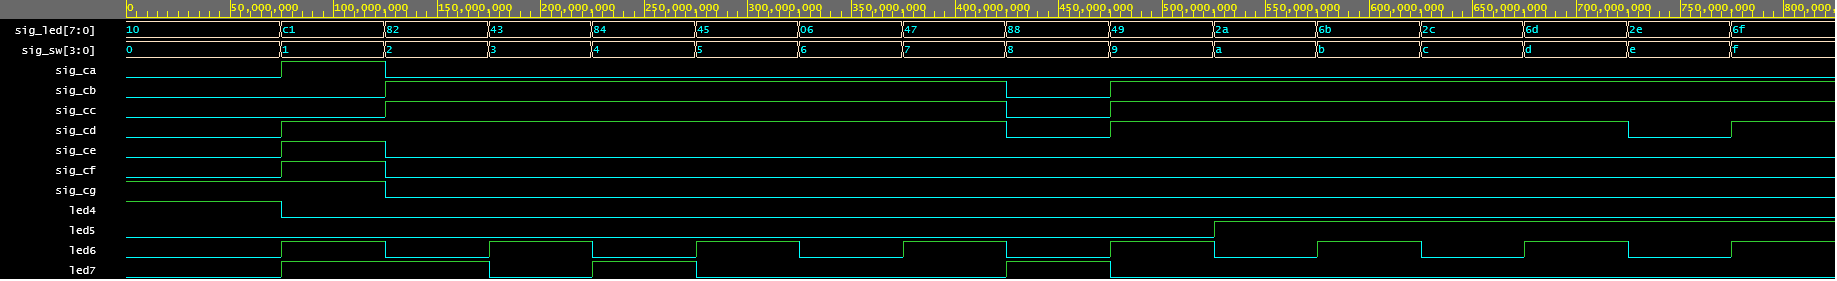 0 50,000,000 100,000,000 150,000,000 200,000,000 250,000,000 300,000,000 350,000,000 400,000,000 450,000,000 500,000,000 550,000,000 600,000,000 650,000,000 700,000,000 750,000,000 800,000,
sig_led[7:0] 10 c1 82 43 84 45 06 47 88 49 2a 6b 2c 6d 2e 6f
sig_sw[3:0] 0 1 2 3 4 5 6 7 8 9 a b c d e f
sig_ca
sig_cb
sig_cc
sig_cd
sig_ce
sig_cf
sig_cg
led4
led5
led6
led7